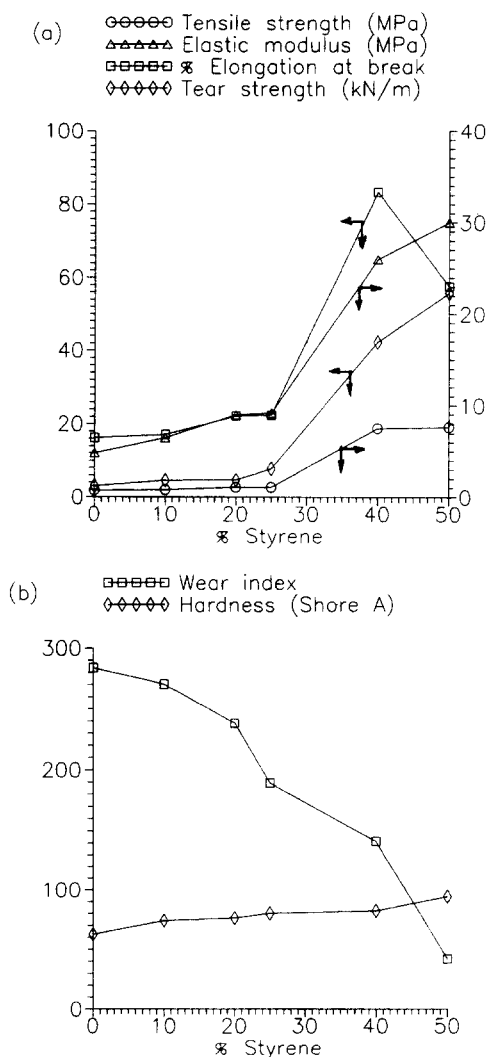 (a)
Tensile strength (MPa)
Elastic modulus (MPa)
% Elongation at break
Tear strength (kN/m)
100
80
60
40
20
0
40
30
20
10
0
0 10 20 30 40 50
% Styrene
(b)
Wear index
Hardness (Shore A)
300
200
100
0
0 10 20 30 40 50
% Styrene